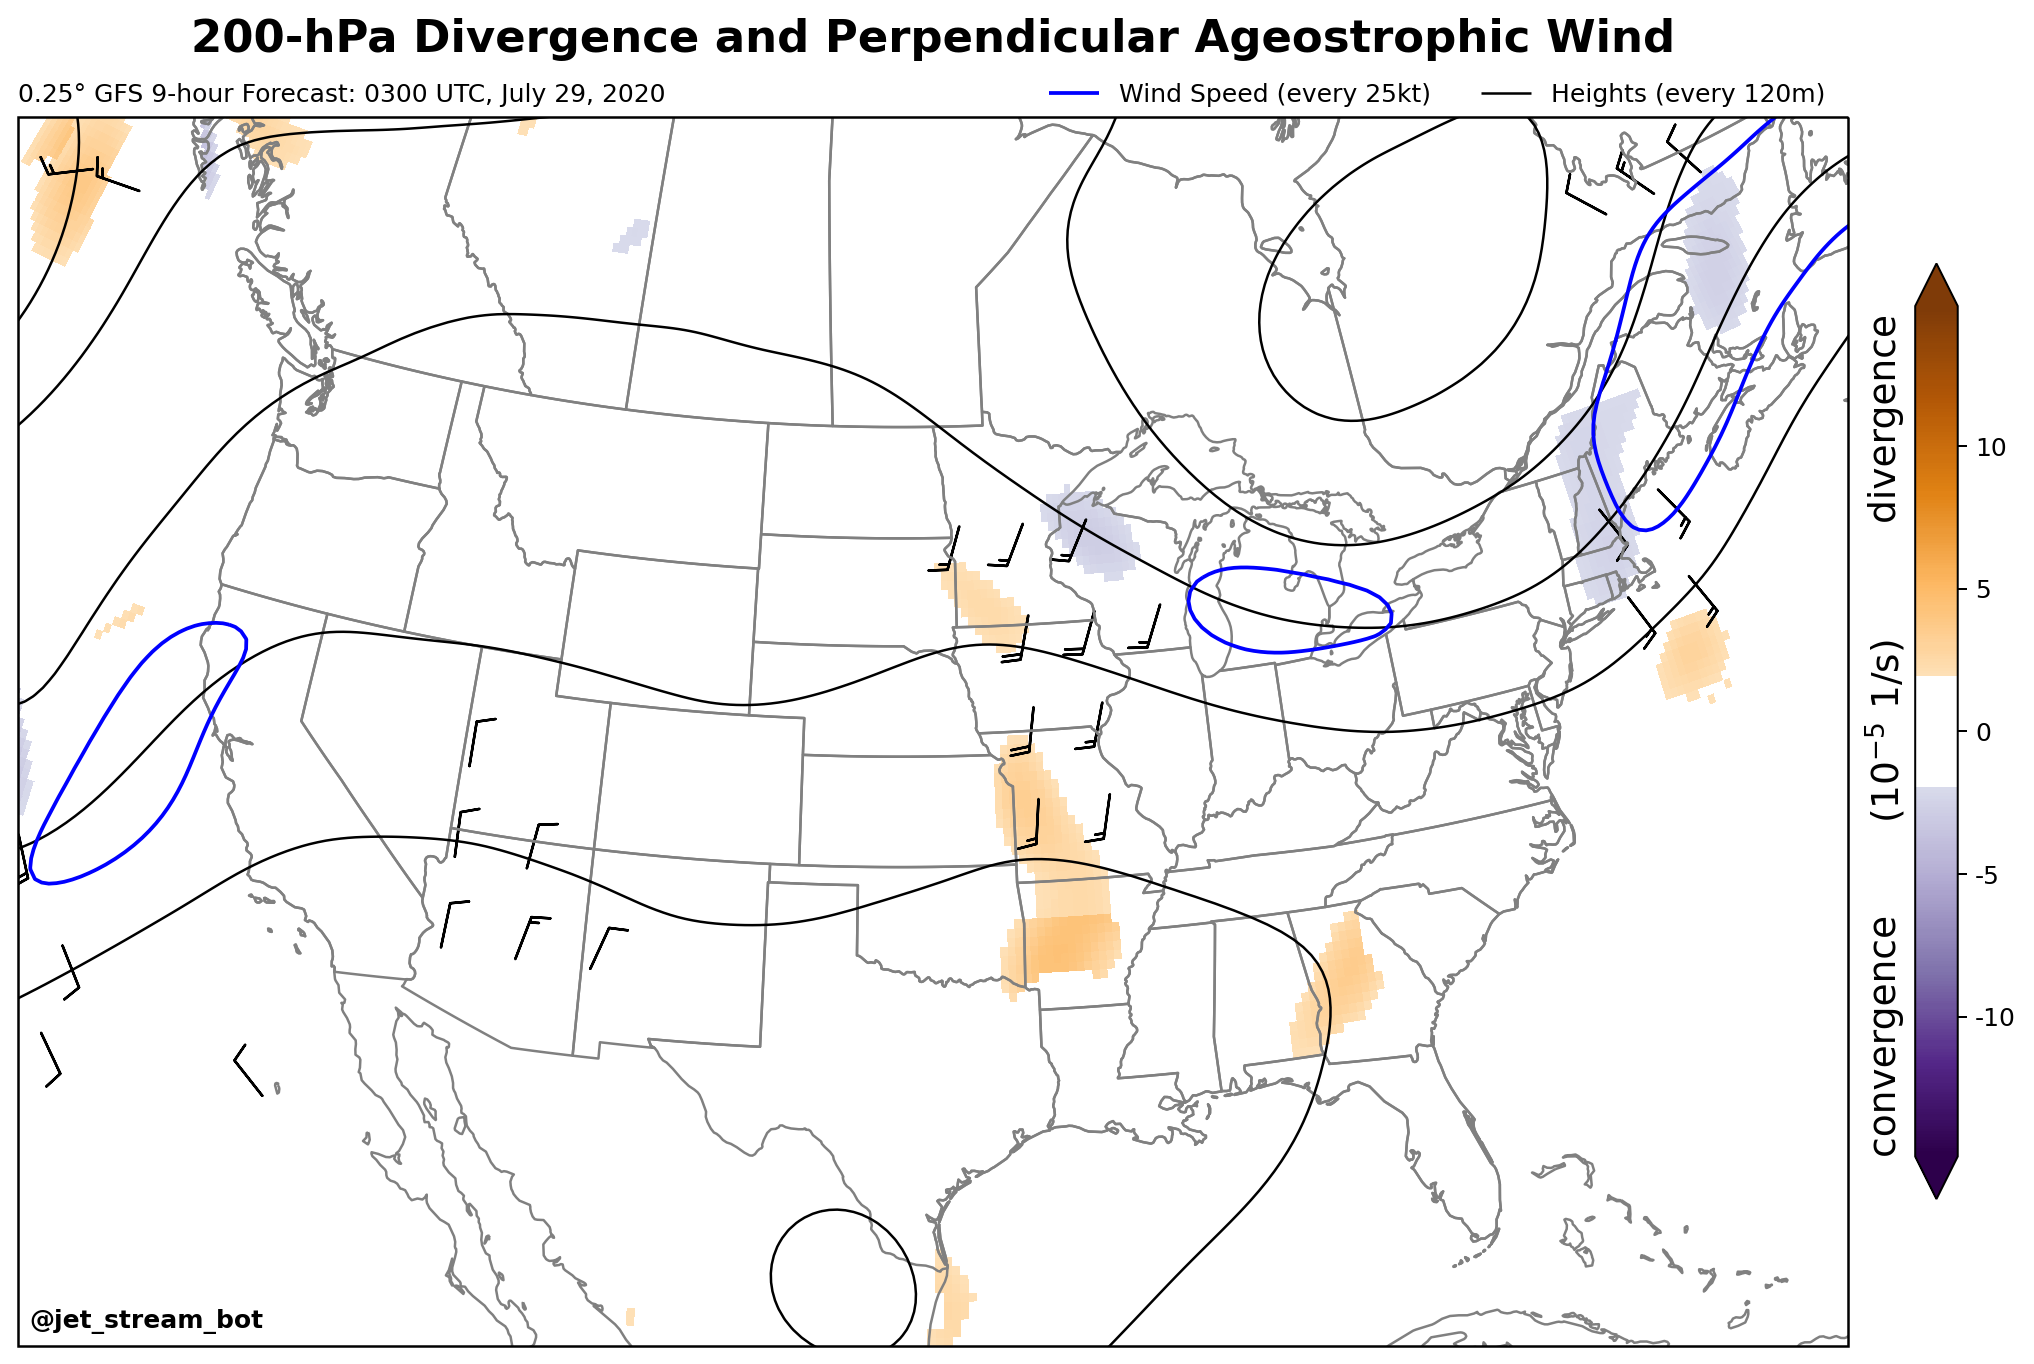 200-hPa Divergence and Perpendicular Ageostrophic Wind
0.25° GFS 9-hour Forecast: 0300 UTC, July 29, 2020
Wind Speed (every 25kt)
Heights (every 120m)
divergence
(10⁻⁵ 1/s)
convergence
10
5
0
-5
-10
@jet_stream_bot